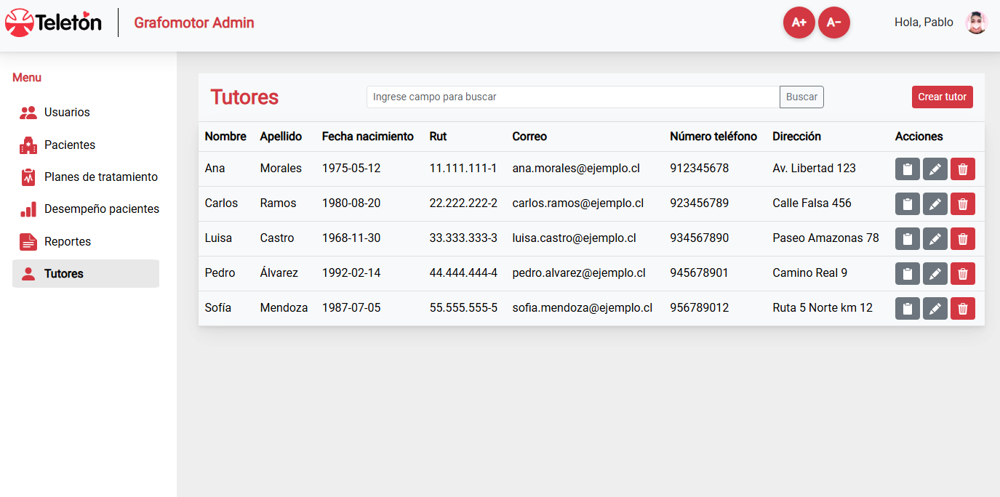 Teletón
Grafomotor Admin
A+
A−
Hola, Pablo
Menu
Usuarios
Pacientes
Planes de tratamiento
Desempeño pacientes
Reportes
Tutores
Tutores
Ingrese campo para buscar
Buscar
Crear tutor
Nombre Apellido Fecha nacimiento Rut Correo Número teléfono Dirección Acciones
Ana Morales 1975-05-12 11.111.111-1 ana.morales@ejemplo.cl 912345678 Av. Libertad 123
Carlos Ramos 1980-08-20 22.222.222-2 carlos.ramos@ejemplo.cl 923456789 Calle Falsa 456
Luisa Castro 1968-11-30 33.333.333-3 luisa.castro@ejemplo.cl 934567890 Paseo Amazonas 78
Pedro Álvarez 1992-02-14 44.444.444-4 pedro.alvarez@ejemplo.cl 945678901 Camino Real 9
Sofía Mendoza 1987-07-05 55.555.555-5 sofia.mendoza@ejemplo.cl 956789012 Ruta 5 Norte km 12